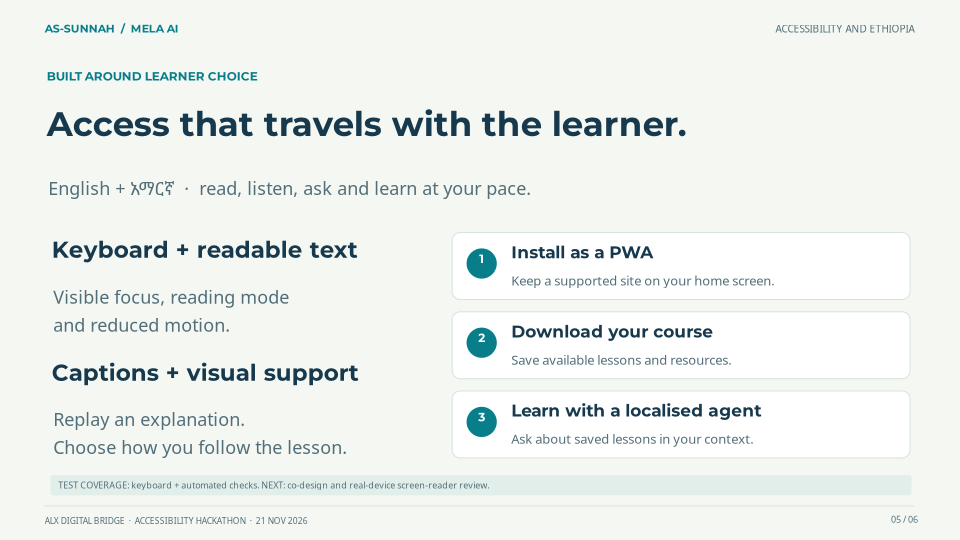 AS-SUNNAH / MELA AI
ACCESSIBILITY AND ETHIOPIA
BUILT AROUND LEARNER CHOICE
Access that travels with the learner.
English + አማርኛ · read, listen, ask and learn at your pace.
Keyboard + readable text
Visible focus, reading mode
and reduced motion.
Captions + visual support
Replay an explanation.
Choose how you follow the lesson.
1
Install as a PWA
Keep a supported site on your home screen.
2
Download your course
Save available lessons and resources.
3
Learn with a localised agent
Ask about saved lessons in your context.
TEST COVERAGE: keyboard + automated checks. NEXT: co-design and real-device screen-reader review.
ALX DIGITAL BRIDGE · ACCESSIBILITY HACKATHON · 21 NOV 2026
05 / 06